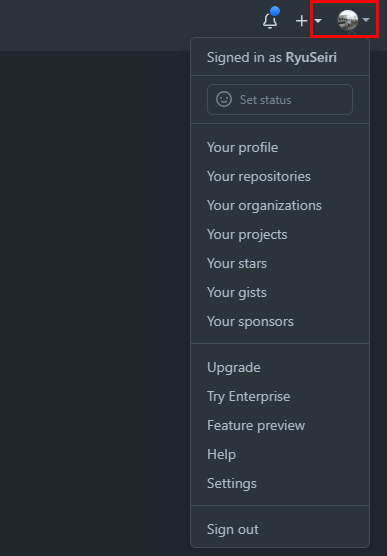 Signed in as RyuSeiri
Set status
Your profile
Your repositories
Your organizations
Your projects
Your stars
Your gists
Your sponsors
Upgrade
Try Enterprise
Feature preview
Help
Settings
Sign out